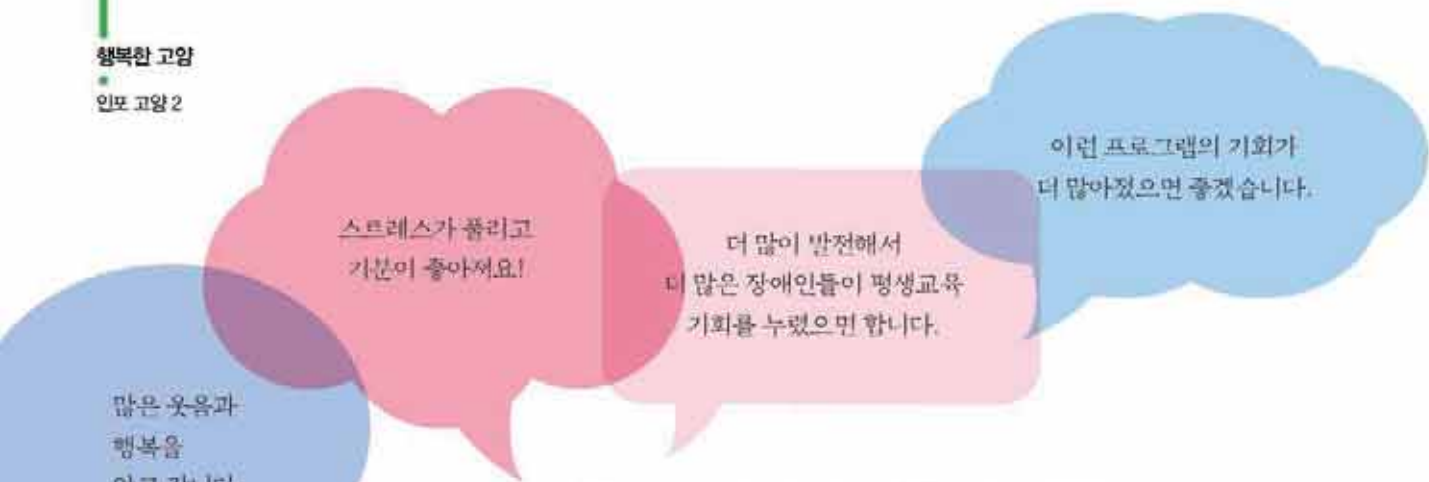 행복한 고양
인포 고양 2
스트레스가 풀리고
기분이 좋아져요!
더 많이 발전해서
더 많은 장애인들이 평생교육
기회를 누렸으면 합니다.
이런 프로그램의 기회가
더 많아졌으면 좋겠습니다.
많은 웃음과
행복을